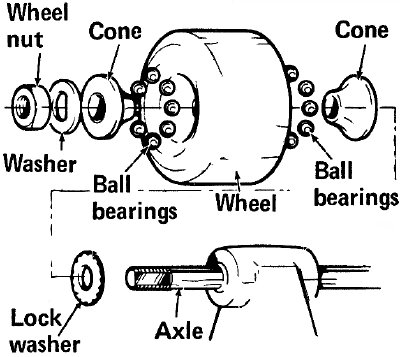 Wheel
nut
Cone
Cone
Washer
Ball
bearings
Wheel
Ball
bearings
Lock
washer
Axle